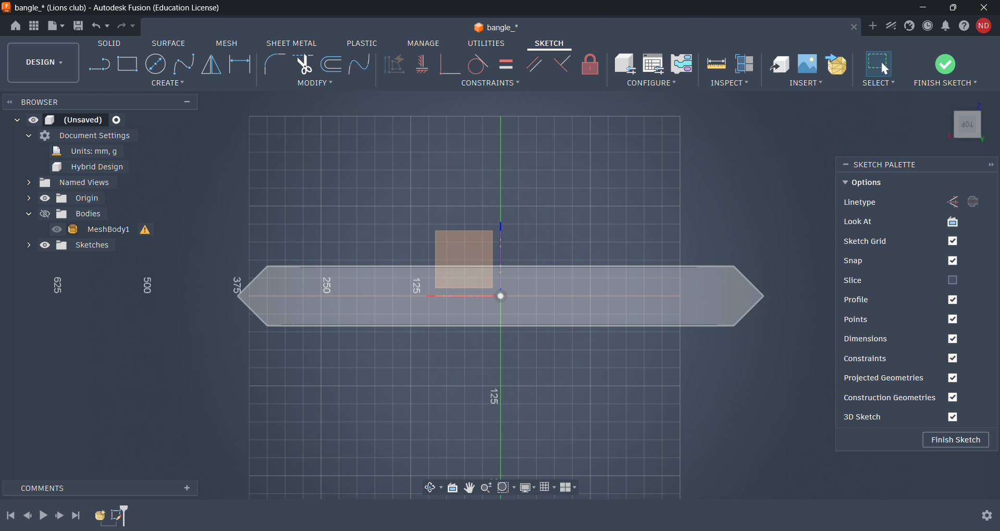 bangle_* (Lions club) - Autodesk Fusion (Education License)
bangle_*
ND
DESIGN
SOLID
SURFACE
MESH
SHEET METAL
PLASTIC
MANAGE
UTILITIES
SKETCH
CREATE
MODIFY
CONSTRAINTS
CONFIGURE
INSPECT
INSERT
SELECT
FINISH SKETCH
BROWSER
(Unsaved)
Document Settings
Units: mm, g
Hybrid Design
Named Views
Origin
Bodies
MeshBody1
Sketches
Z
TOP
X
Y
625
500
375
250
125
125
SKETCH PALETTE
Options
Linetype
Look At
Sketch Grid
Snap
Slice
Profile
Points
Dimensions
Constraints
Projected Geometries
Construction Geometries
3D Sketch
Finish Sketch
COMMENTS